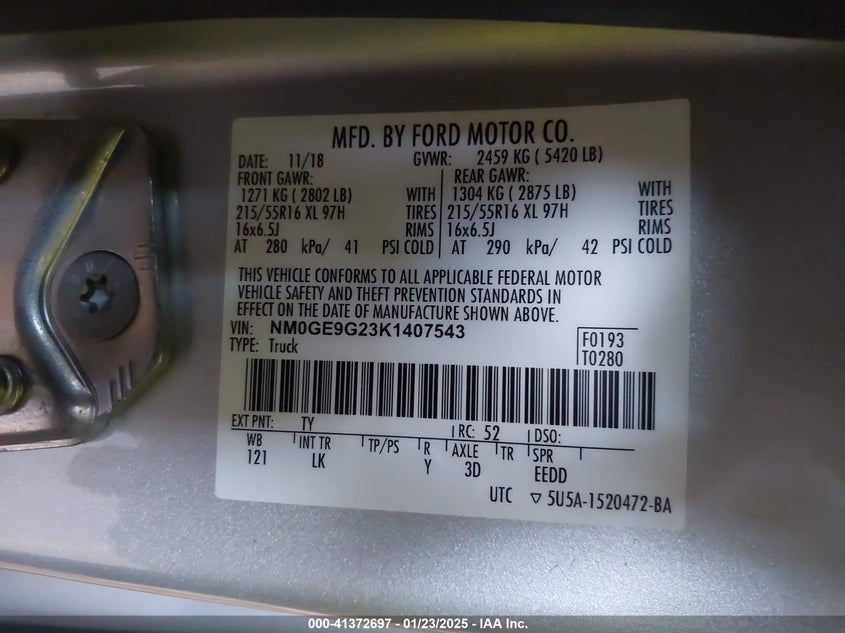 MFD. BY FORD MOTOR CO.
DATE: 11/18 GVWR: 2459 KG ( 5420 LB)
FRONT GAWR: REAR GAWR:
1271 KG ( 2802 LB) WITH 1304 KG ( 2875 LB) WITH
215/55R16 XL 97H TIRES 215/55R16 XL 97H TIRES
16x6.5J RIMS 16x6.5J RIMS
AT 280 kPa/ 41 PSI COLD AT 290 kPa/ 42 PSI COLD
THIS VEHICLE CONFORMS TO ALL APPLICABLE FEDERAL MOTOR
VEHICLE SAFETY AND THEFT PREVENTION STANDARDS IN
EFFECT ON THE DATE OF MANUFACTURE SHOWN ABOVE.
VIN: NM0GE9G23K1407543
TYPE: Truck
F0193
T0280
EXT PNT: TY RC: 52 DSO:
WB INT TR TP/PS R AXLE TR SPR
121 LK Y 3D EEDD
UTC ▽ 5U5A-1520472-BA
000-41372697 - 01/23/2025 - IAA Inc.